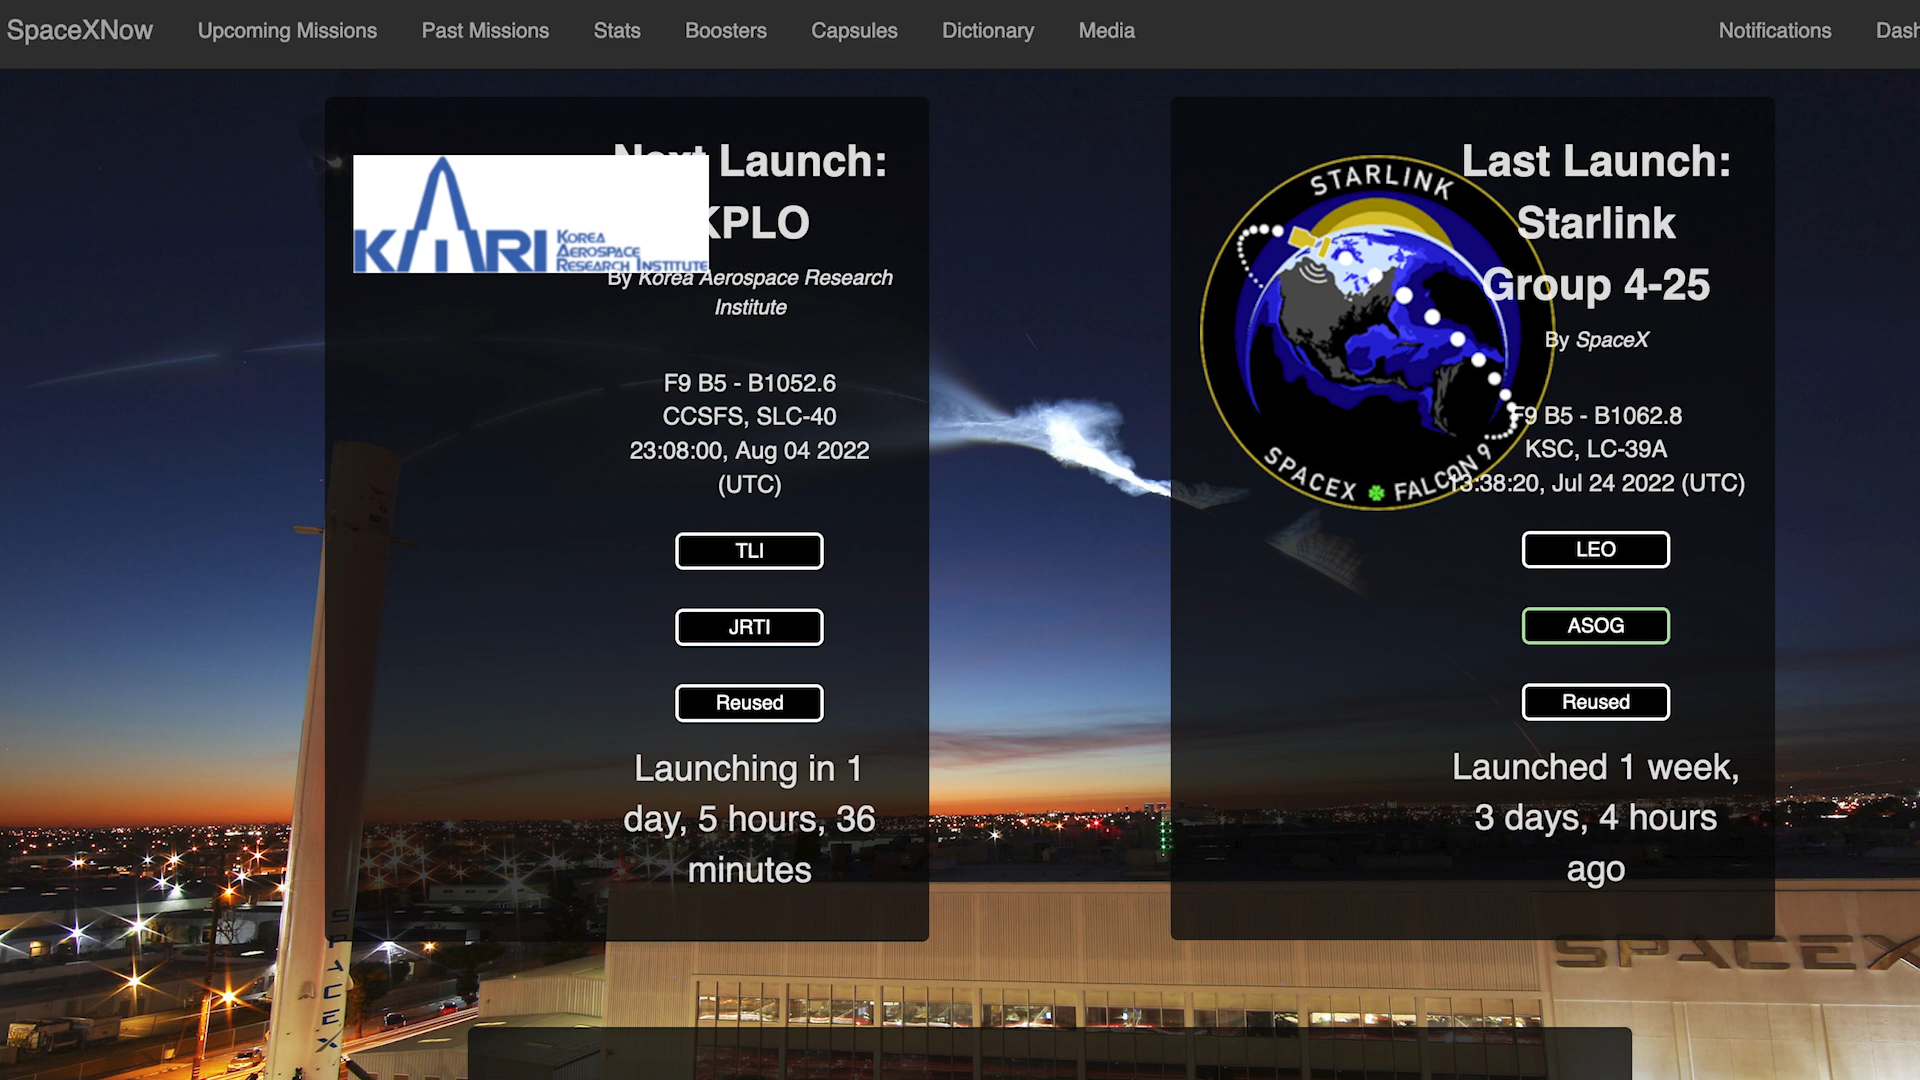 SpaceXNow Upcoming Missions Past Missions Stats Boosters Capsules Dictionary Media Notifications Dash
KARI KOREA
AEROSPACE
RESEARCH INSTITUTE
Next Launch:
KPLO
By Korea Aerospace Research
Institute
F9 B5 - B1052.6
CCSFS, SLC-40
23:08:00, Aug 04 2022
(UTC)
TLI
JRTI
Reused
Launching in 1
day, 5 hours, 36
minutes
STARLINK
SPACEX FALCON 9
Last Launch:
Starlink
Group 4-25
By SpaceX
F9 B5 - B1062.8
KSC, LC-39A
13:38:20, Jul 24 2022 (UTC)
LEO
ASOG
Reused
Launched 1 week,
3 days, 4 hours
ago
SPACEX
SPACEX